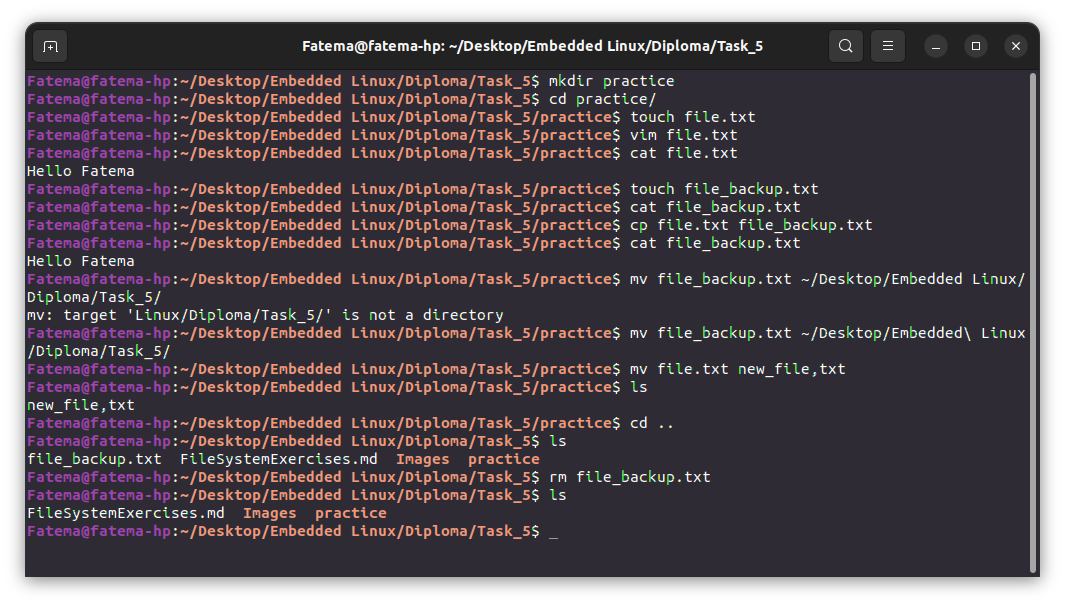 Fatema@fatema-hp: ~/Desktop/Embedded Linux/Diploma/Task_5
Fatema@fatema-hp:~/Desktop/Embedded Linux/Diploma/Task_5$ mkdir practice
Fatema@fatema-hp:~/Desktop/Embedded Linux/Diploma/Task_5$ cd practice/
Fatema@fatema-hp:~/Desktop/Embedded Linux/Diploma/Task_5/practice$ touch file.txt
Fatema@fatema-hp:~/Desktop/Embedded Linux/Diploma/Task_5/practice$ vim file.txt
Fatema@fatema-hp:~/Desktop/Embedded Linux/Diploma/Task_5/practice$ cat file.txt
Hello Fatema
Fatema@fatema-hp:~/Desktop/Embedded Linux/Diploma/Task_5/practice$ touch file_backup.txt
Fatema@fatema-hp:~/Desktop/Embedded Linux/Diploma/Task_5/practice$ cat file_backup.txt
Fatema@fatema-hp:~/Desktop/Embedded Linux/Diploma/Task_5/practice$ cp file.txt file_backup.txt
Fatema@fatema-hp:~/Desktop/Embedded Linux/Diploma/Task_5/practice$ cat file_backup.txt
Hello Fatema
Fatema@fatema-hp:~/Desktop/Embedded Linux/Diploma/Task_5/practice$ mv file_backup.txt ~/Desktop/Embedded Linux/
Diploma/Task_5/
mv: target 'Linux/Diploma/Task_5/' is not a directory
Fatema@fatema-hp:~/Desktop/Embedded Linux/Diploma/Task_5/practice$ mv file_backup.txt ~/Desktop/Embedded\ Linux
/Diploma/Task_5/
Fatema@fatema-hp:~/Desktop/Embedded Linux/Diploma/Task_5/practice$ mv file.txt new_file,txt
Fatema@fatema-hp:~/Desktop/Embedded Linux/Diploma/Task_5/practice$ ls
new_file,txt
Fatema@fatema-hp:~/Desktop/Embedded Linux/Diploma/Task_5/practice$ cd ..
Fatema@fatema-hp:~/Desktop/Embedded Linux/Diploma/Task_5$ ls
file_backup.txt  FileSystemExercises.md  Images  practice
Fatema@fatema-hp:~/Desktop/Embedded Linux/Diploma/Task_5$ rm file_backup.txt
Fatema@fatema-hp:~/Desktop/Embedded Linux/Diploma/Task_5$ ls
FileSystemExercises.md  Images  practice
Fatema@fatema-hp:~/Desktop/Embedded Linux/Diploma/Task_5$ _